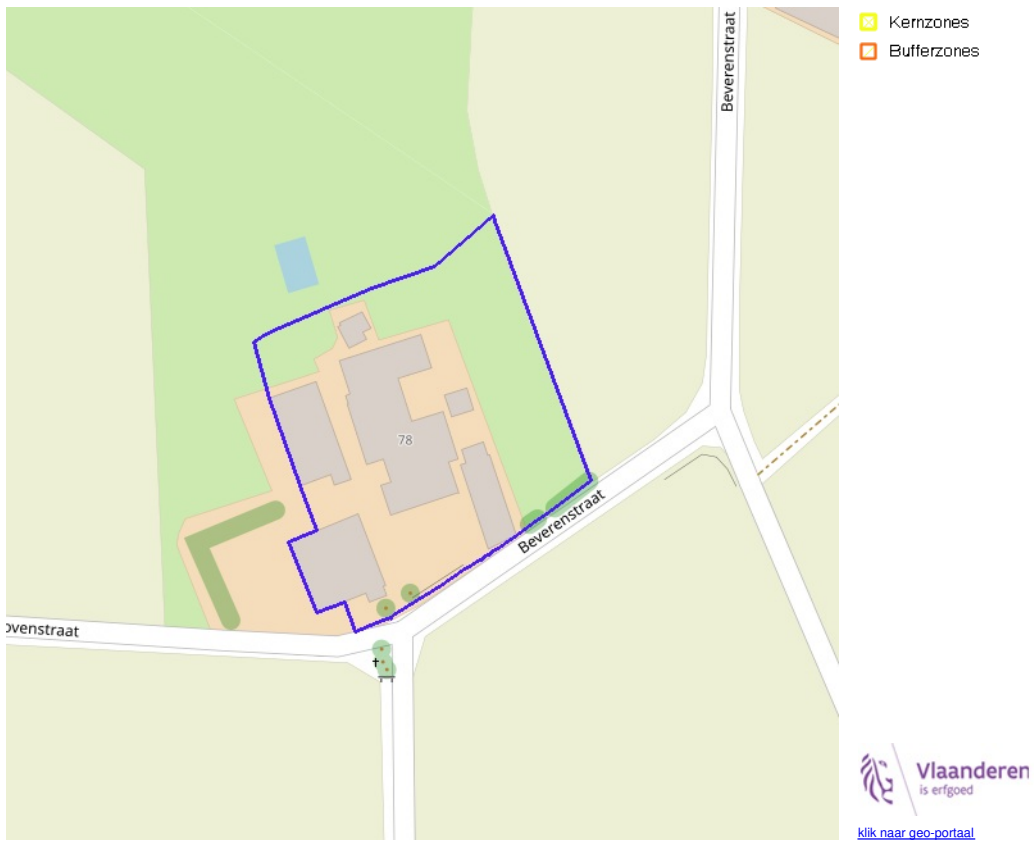 Kernzones
Bufferzones
Beverenstraat
78
Beverenstraat
ovenstraat
Vlaanderen
is erfgoed
klik naar geo-portaal